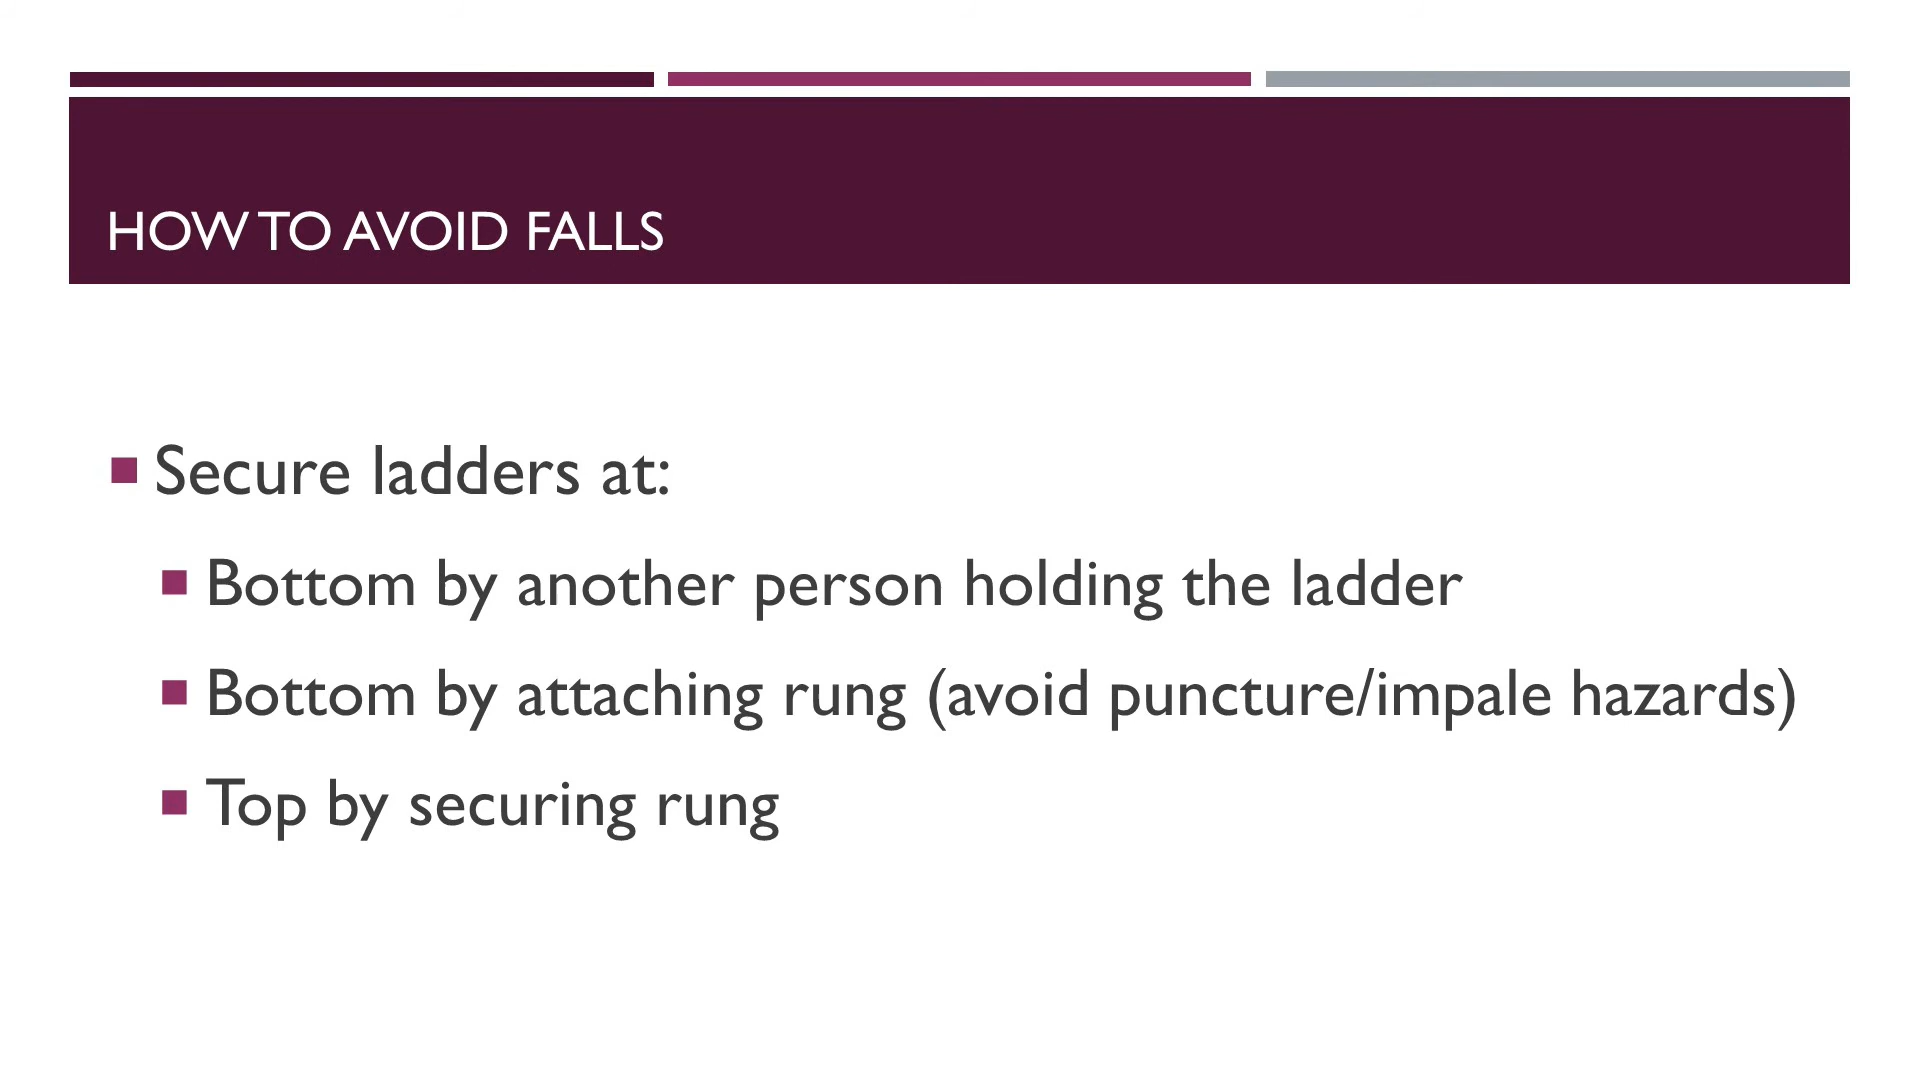 HOW TO AVOID FALLS
Secure ladders at:
Bottom by another person holding the ladder
Bottom by attaching rung (avoid puncture/impale hazards)
Top by securing rung